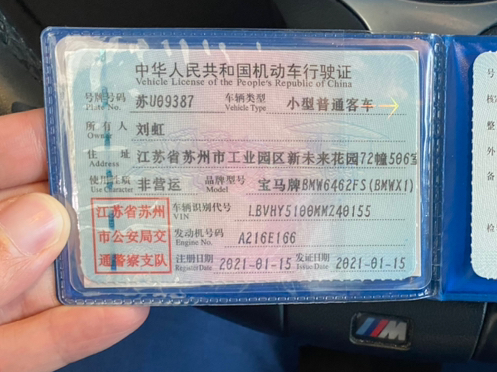 中华人民共和国机动车行驶证
Vehicle License of the People's Republic of China
号牌号码 苏U09387 车辆类型 小型普通客车
Plate No. Vehicle Type
所有人 刘虹
Owner
住址 江苏省苏州市工业园区新未来花园72幢506室
Address
使用性质 非营运 品牌型号 宝马牌BMW6462FS(BMWX1)
Use Character Model
江苏省苏州 车辆识别代号 LBVHY5100MMZ40155
VIN
市公安局交 发动机号码 A216E166
Engine No.
通警察支队 注册日期 2021-01-15 发证日期 2021-01-15
Register Date Issue Date
号
核
整
外
备
检
M